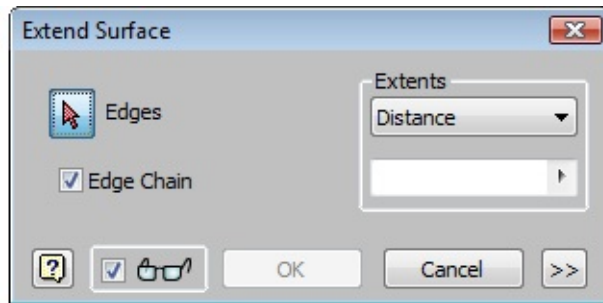 Extend Surface
Extents
Edges
Distance
Edge Chain
?
OK
Cancel
>>